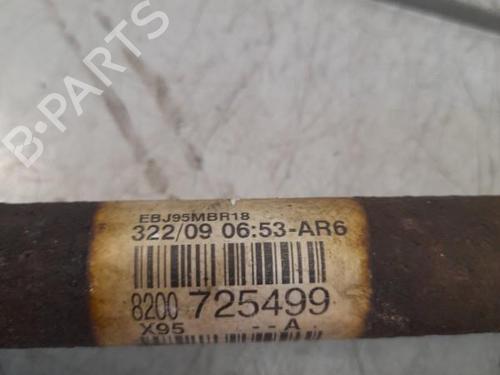 B-PARTS
EBJ95MBR18
322/09 06:53-AR6
8200 725499
X95 --A